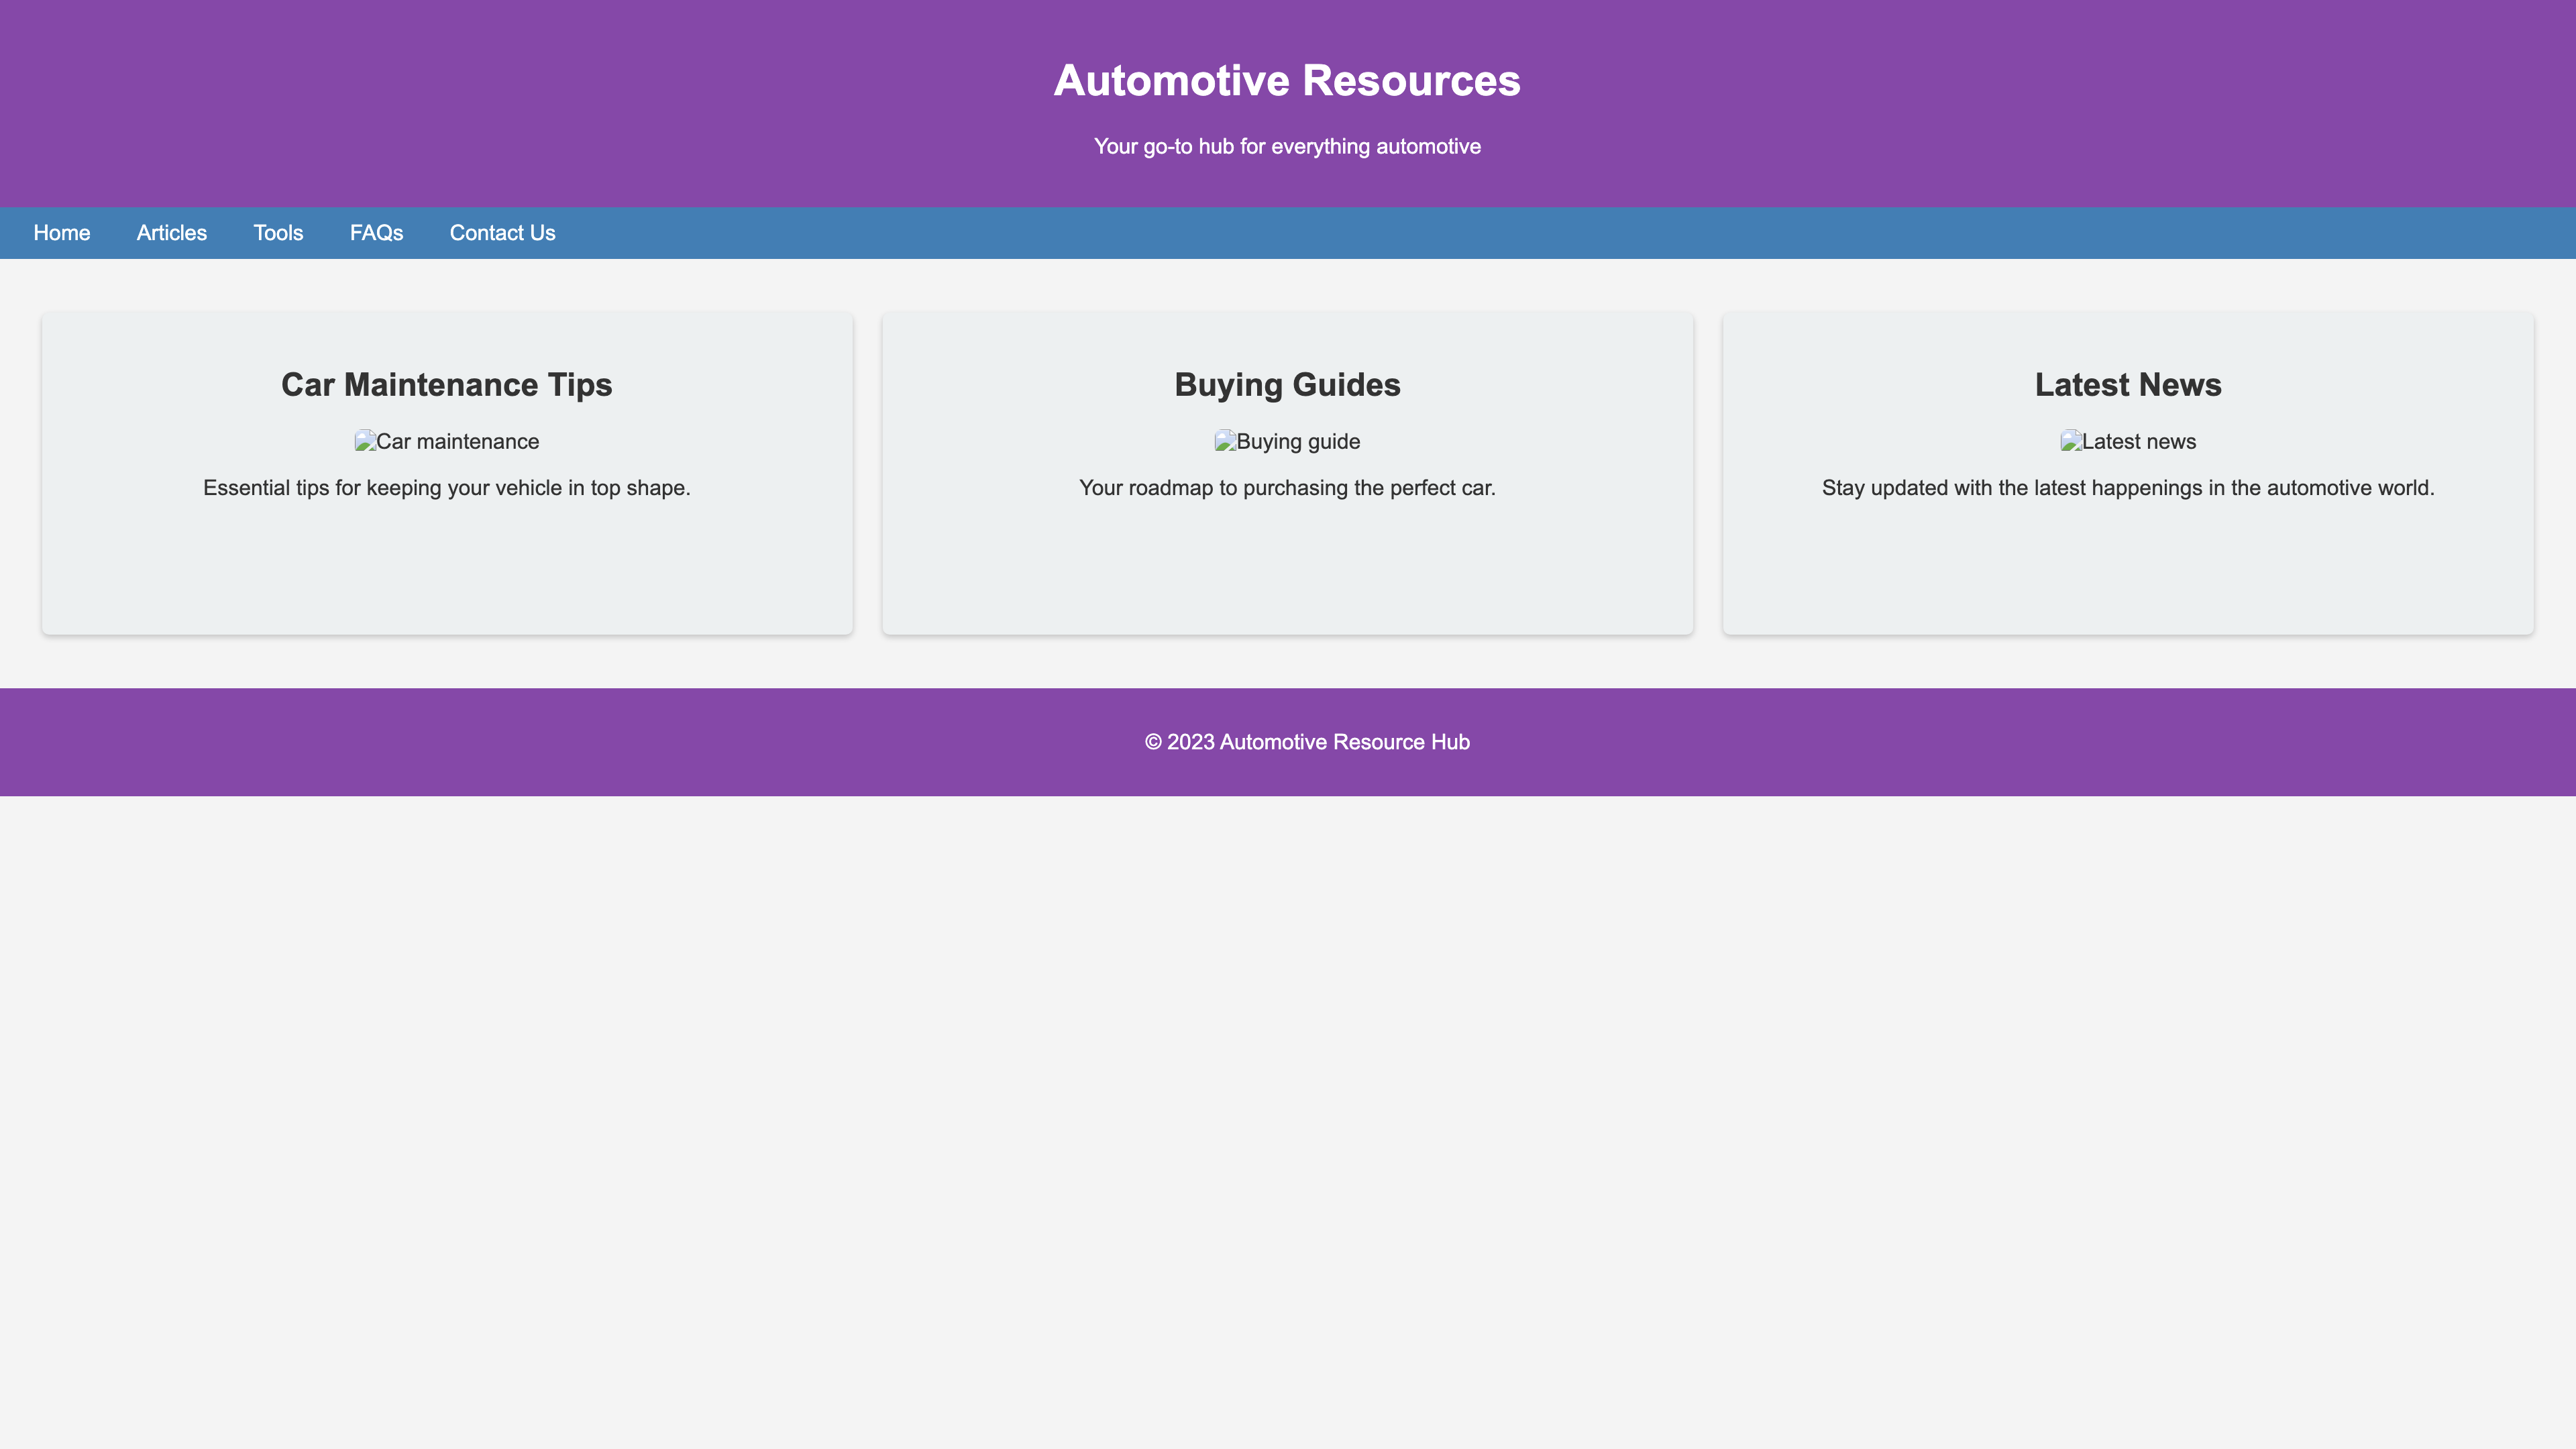 Automotive Resources
Your go-to hub for everything automotive
Home Articles Tools FAQs Contact Us
Car Maintenance Tips
Car maintenance
Essential tips for keeping your vehicle in top shape.
Buying Guides
Buying guide
Your roadmap to purchasing the perfect car.
Latest News
Latest news
Stay updated with the latest happenings in the automotive world.
© 2023 Automotive Resource Hub